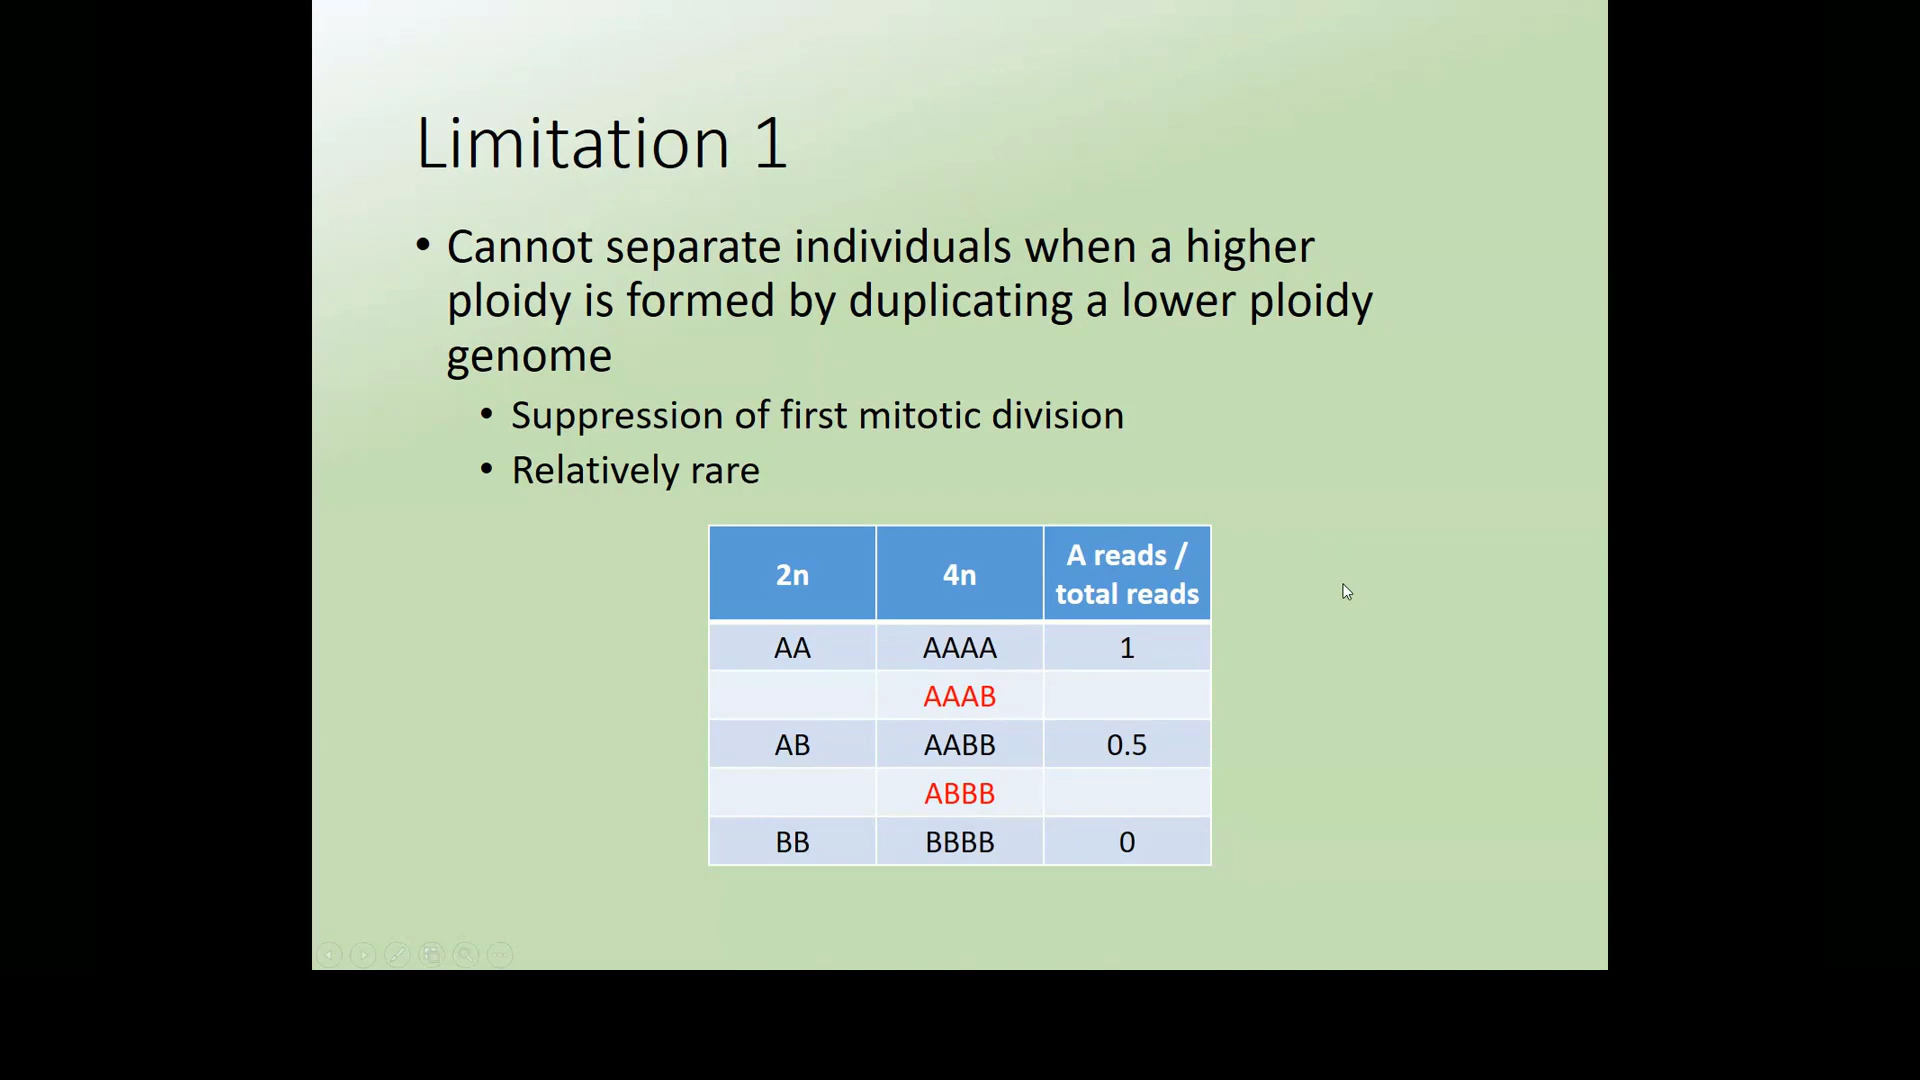 Limitation 1
• Cannot separate individuals when a higher
ploidy is formed by duplicating a lower ploidy
genome
• Suppression of first mitotic division
• Relatively rare
2n 4n A reads /
total reads
AA AAAA 1
AAAB
AB AABB 0.5
ABBB
BB BBBB 0